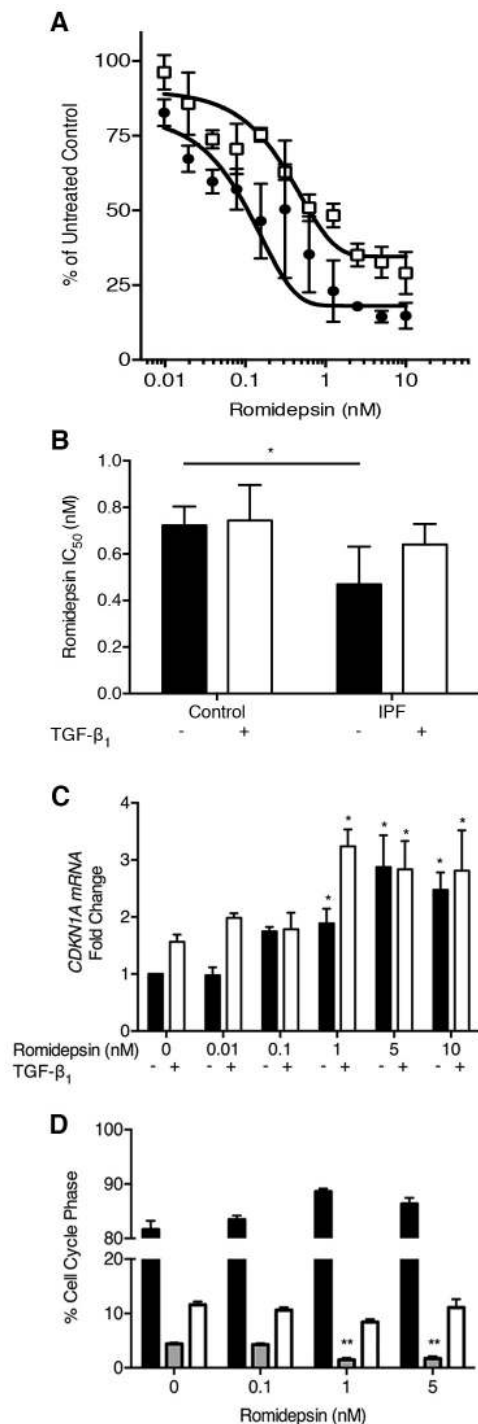 A
% of Untreated Control
100
75
50
25
0
0.01 0.1 1 10
Romidepsin (nM)
B
*
Romidepsin IC50 (nM)
1.0
0.8
0.6
0.4
0.2
0.0
Control IPF
TGF-β1 - + - +
C
CDKN1A mRNA
Fold Change
4
3
2
1
0
* * * * * *
Romidepsin (nM) 0 0.01 0.1 1 5 10
TGF-β1 - + - + - + - + - + - +
D
% Cell Cycle Phase
100
90
80
20
10
0
** **
0 0.1 1 5
Romidepsin (nM)